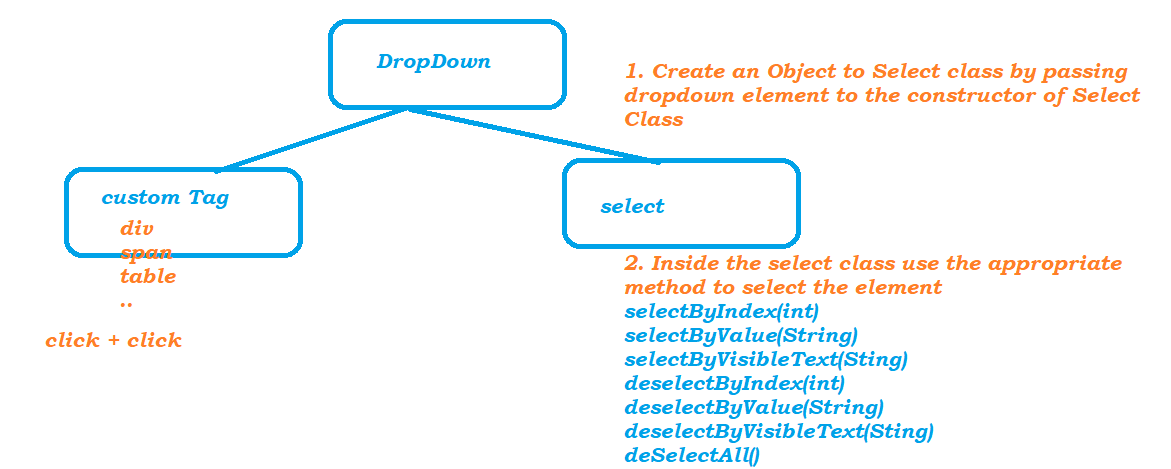 DropDown
1. Create an Object to Select class by passing
dropdown element to the constructor of Select
Class
custom Tag
div
span
table
..
click + click
select
2. Inside the select class use the appropriate
method to select the element
selectByIndex(int)
selectByValue(String)
selectByVisibleText(Sting)
deselectByIndex(int)
deselectByValue(String)
deselectByVisibleText(Sting)
deSelectAll()